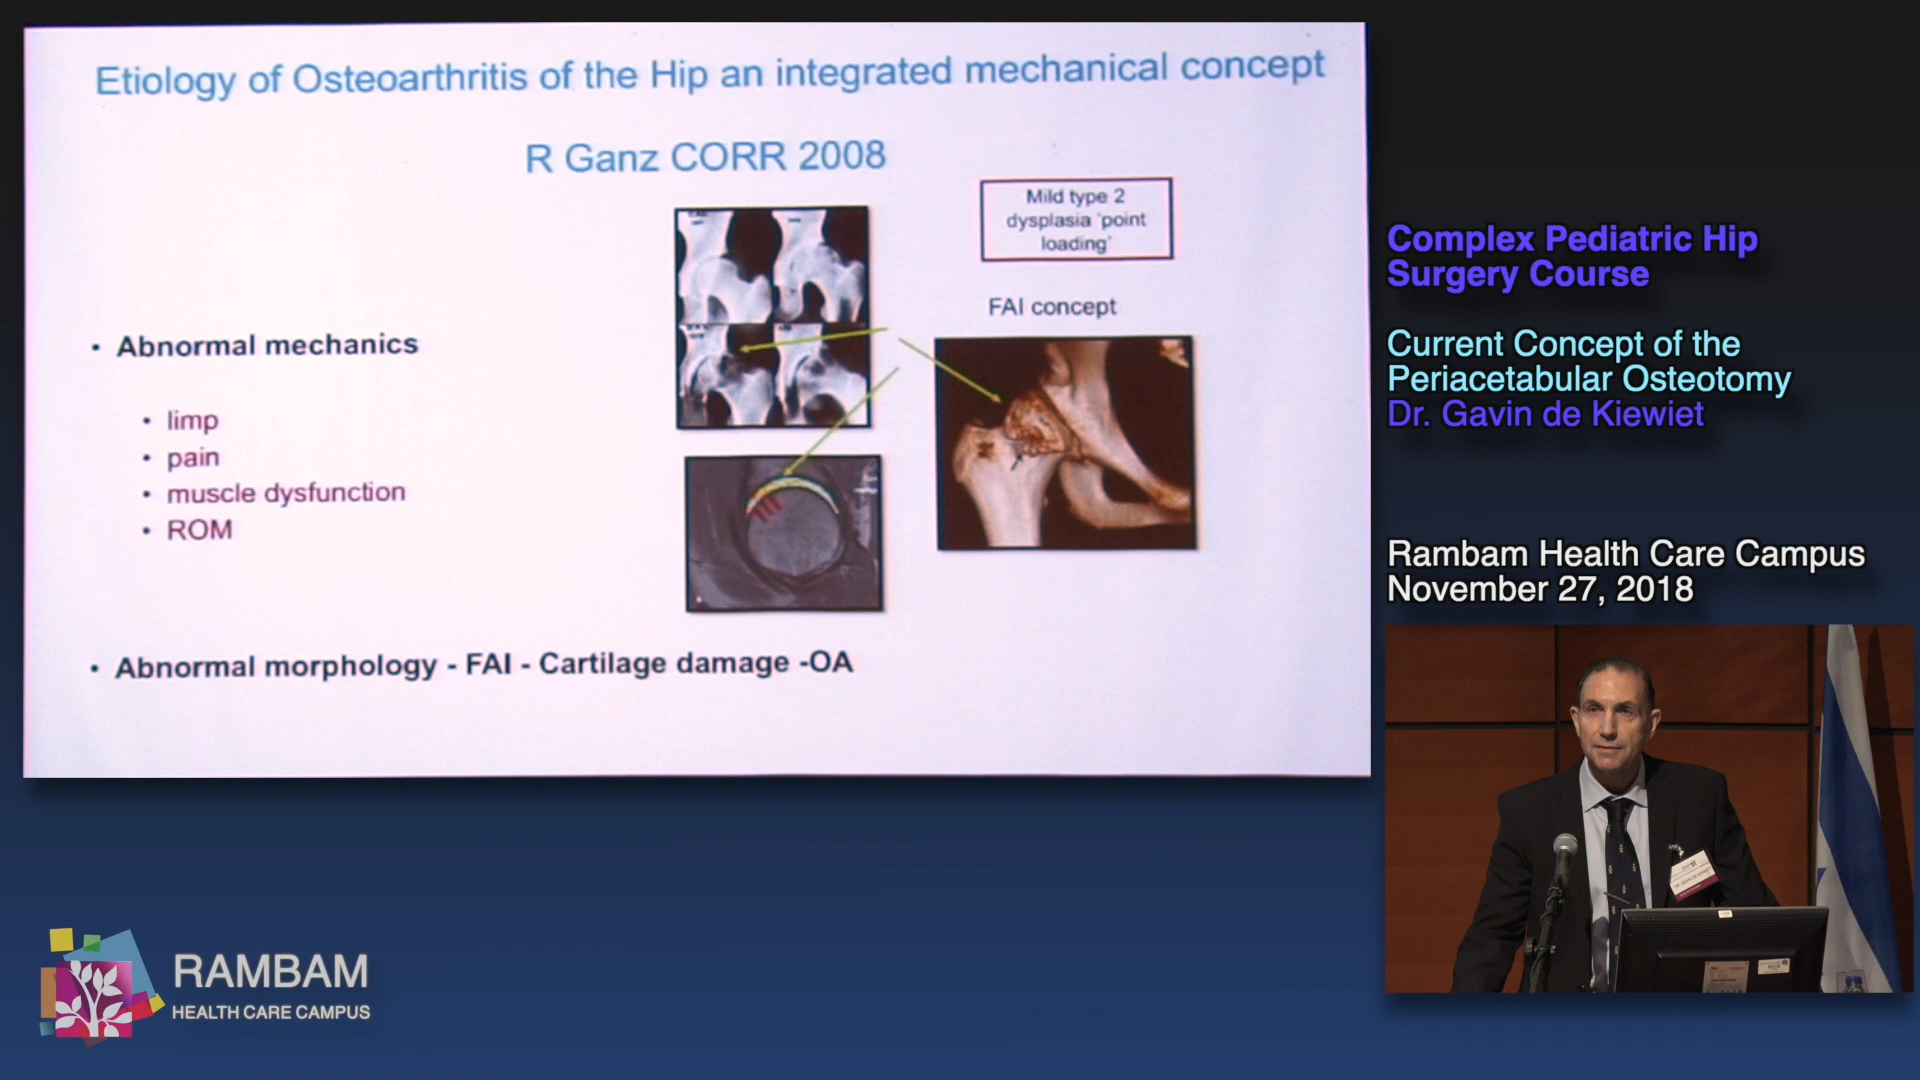 Etiology of Osteoarthritis of the Hip an integrated mechanical concept
R Ganz CORR 2008
Mild type 2
dysplasia 'point
loading'
FAI concept
• Abnormal mechanics
• limp
• pain
• muscle dysfunction
• ROM
• Abnormal morphology - FAI - Cartilage damage -OA
Complex Pediatric Hip
Surgery Course
Current Concept of the
Periacetabular Osteotomy
Dr. Gavin de Kiewiet
Rambam Health Care Campus
November 27, 2018
RAMBAM
HEALTH CARE CAMPUS